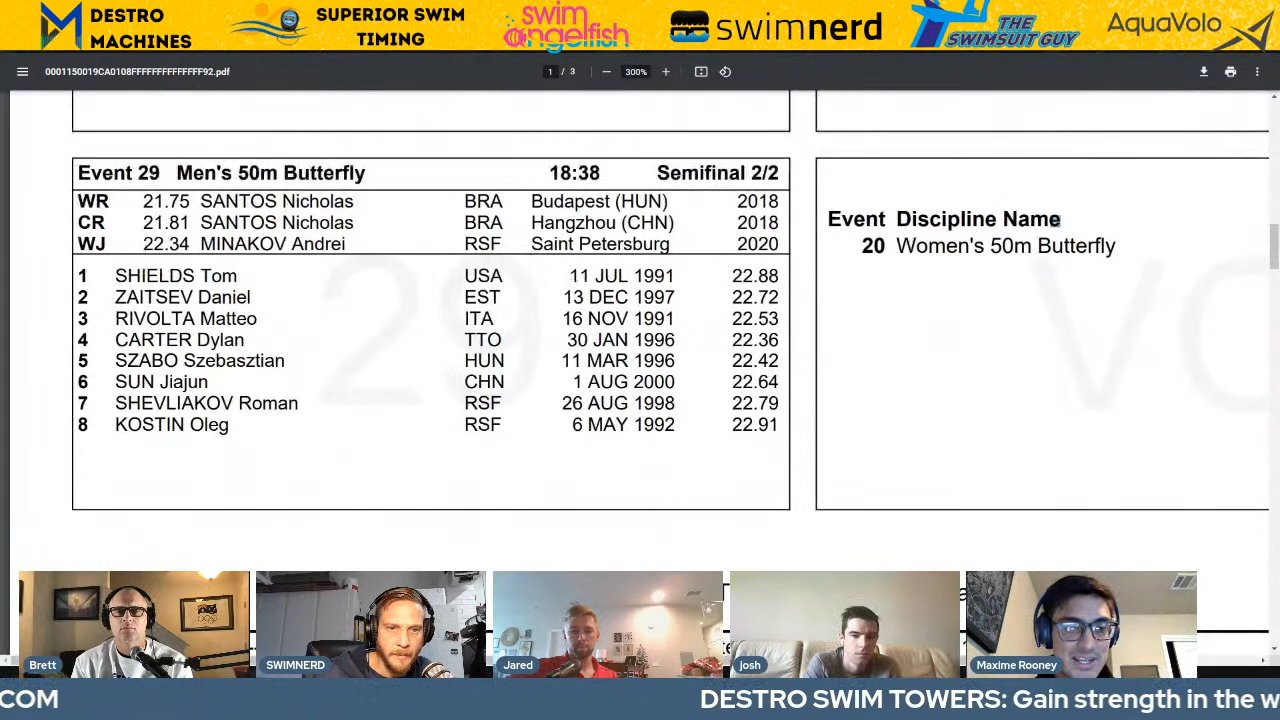 DESTRO MACHINES
SUPERIOR SWIM TIMING
swim angelfish
swimnerd
THE SWIMSUIT GUY
AquaVolo
0001150019CA0108FFFFFFFFFFFFFF92.pdf
1 / 3
300%
Event 29 Men's 50m Butterfly 18:38 Semifinal 2/2
WR 21.75 SANTOS Nicholas BRA Budapest (HUN) 2018
CR 21.81 SANTOS Nicholas BRA Hangzhou (CHN) 2018
WJ 22.34 MINAKOV Andrei RSF Saint Petersburg 2020
1 SHIELDS Tom USA 11 JUL 1991 22.88
2 ZAITSEV Daniel EST 13 DEC 1997 22.72
3 RIVOLTA Matteo ITA 16 NOV 1991 22.53
4 CARTER Dylan TTO 30 JAN 1996 22.36
5 SZABO Szebasztian HUN 11 MAR 1996 22.42
6 SUN Jiajun CHN 1 AUG 2000 22.64
7 SHEVLIAKOV Roman RSF 26 AUG 1998 22.79
8 KOSTIN Oleg RSF 6 MAY 1992 22.91
Event Discipline Name
20 Women's 50m Butterfly
29
VO
Brett
SWIMNERD
Jared
josh
Maxime Rooney
COM
DESTRO SWIM TOWERS: Gain strength in the w